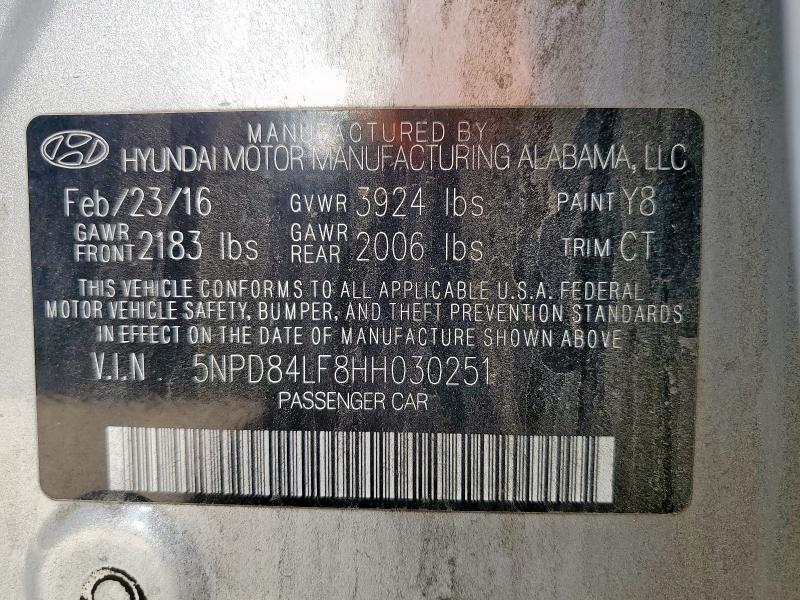 MANUFACTURED BY
HYUNDAI MOTOR MANUFACTURING ALABAMA, LLC
Feb/23/16 GVWR 3924 lbs PAINT Y8
GAWR FRONT 2183 lbs GAWR REAR 2006 lbs TRIM CT
THIS VEHICLE CONFORMS TO ALL APPLICABLE U.S.A. FEDERAL
MOTOR VEHICLE SAFETY, BUMPER, AND THEFT PREVENTION STANDARDS
IN EFFECT ON THE DATE OF MANUFACTURE SHOWN ABOVE
V.I.N 5NPD84LF8HH030251
PASSENGER CAR